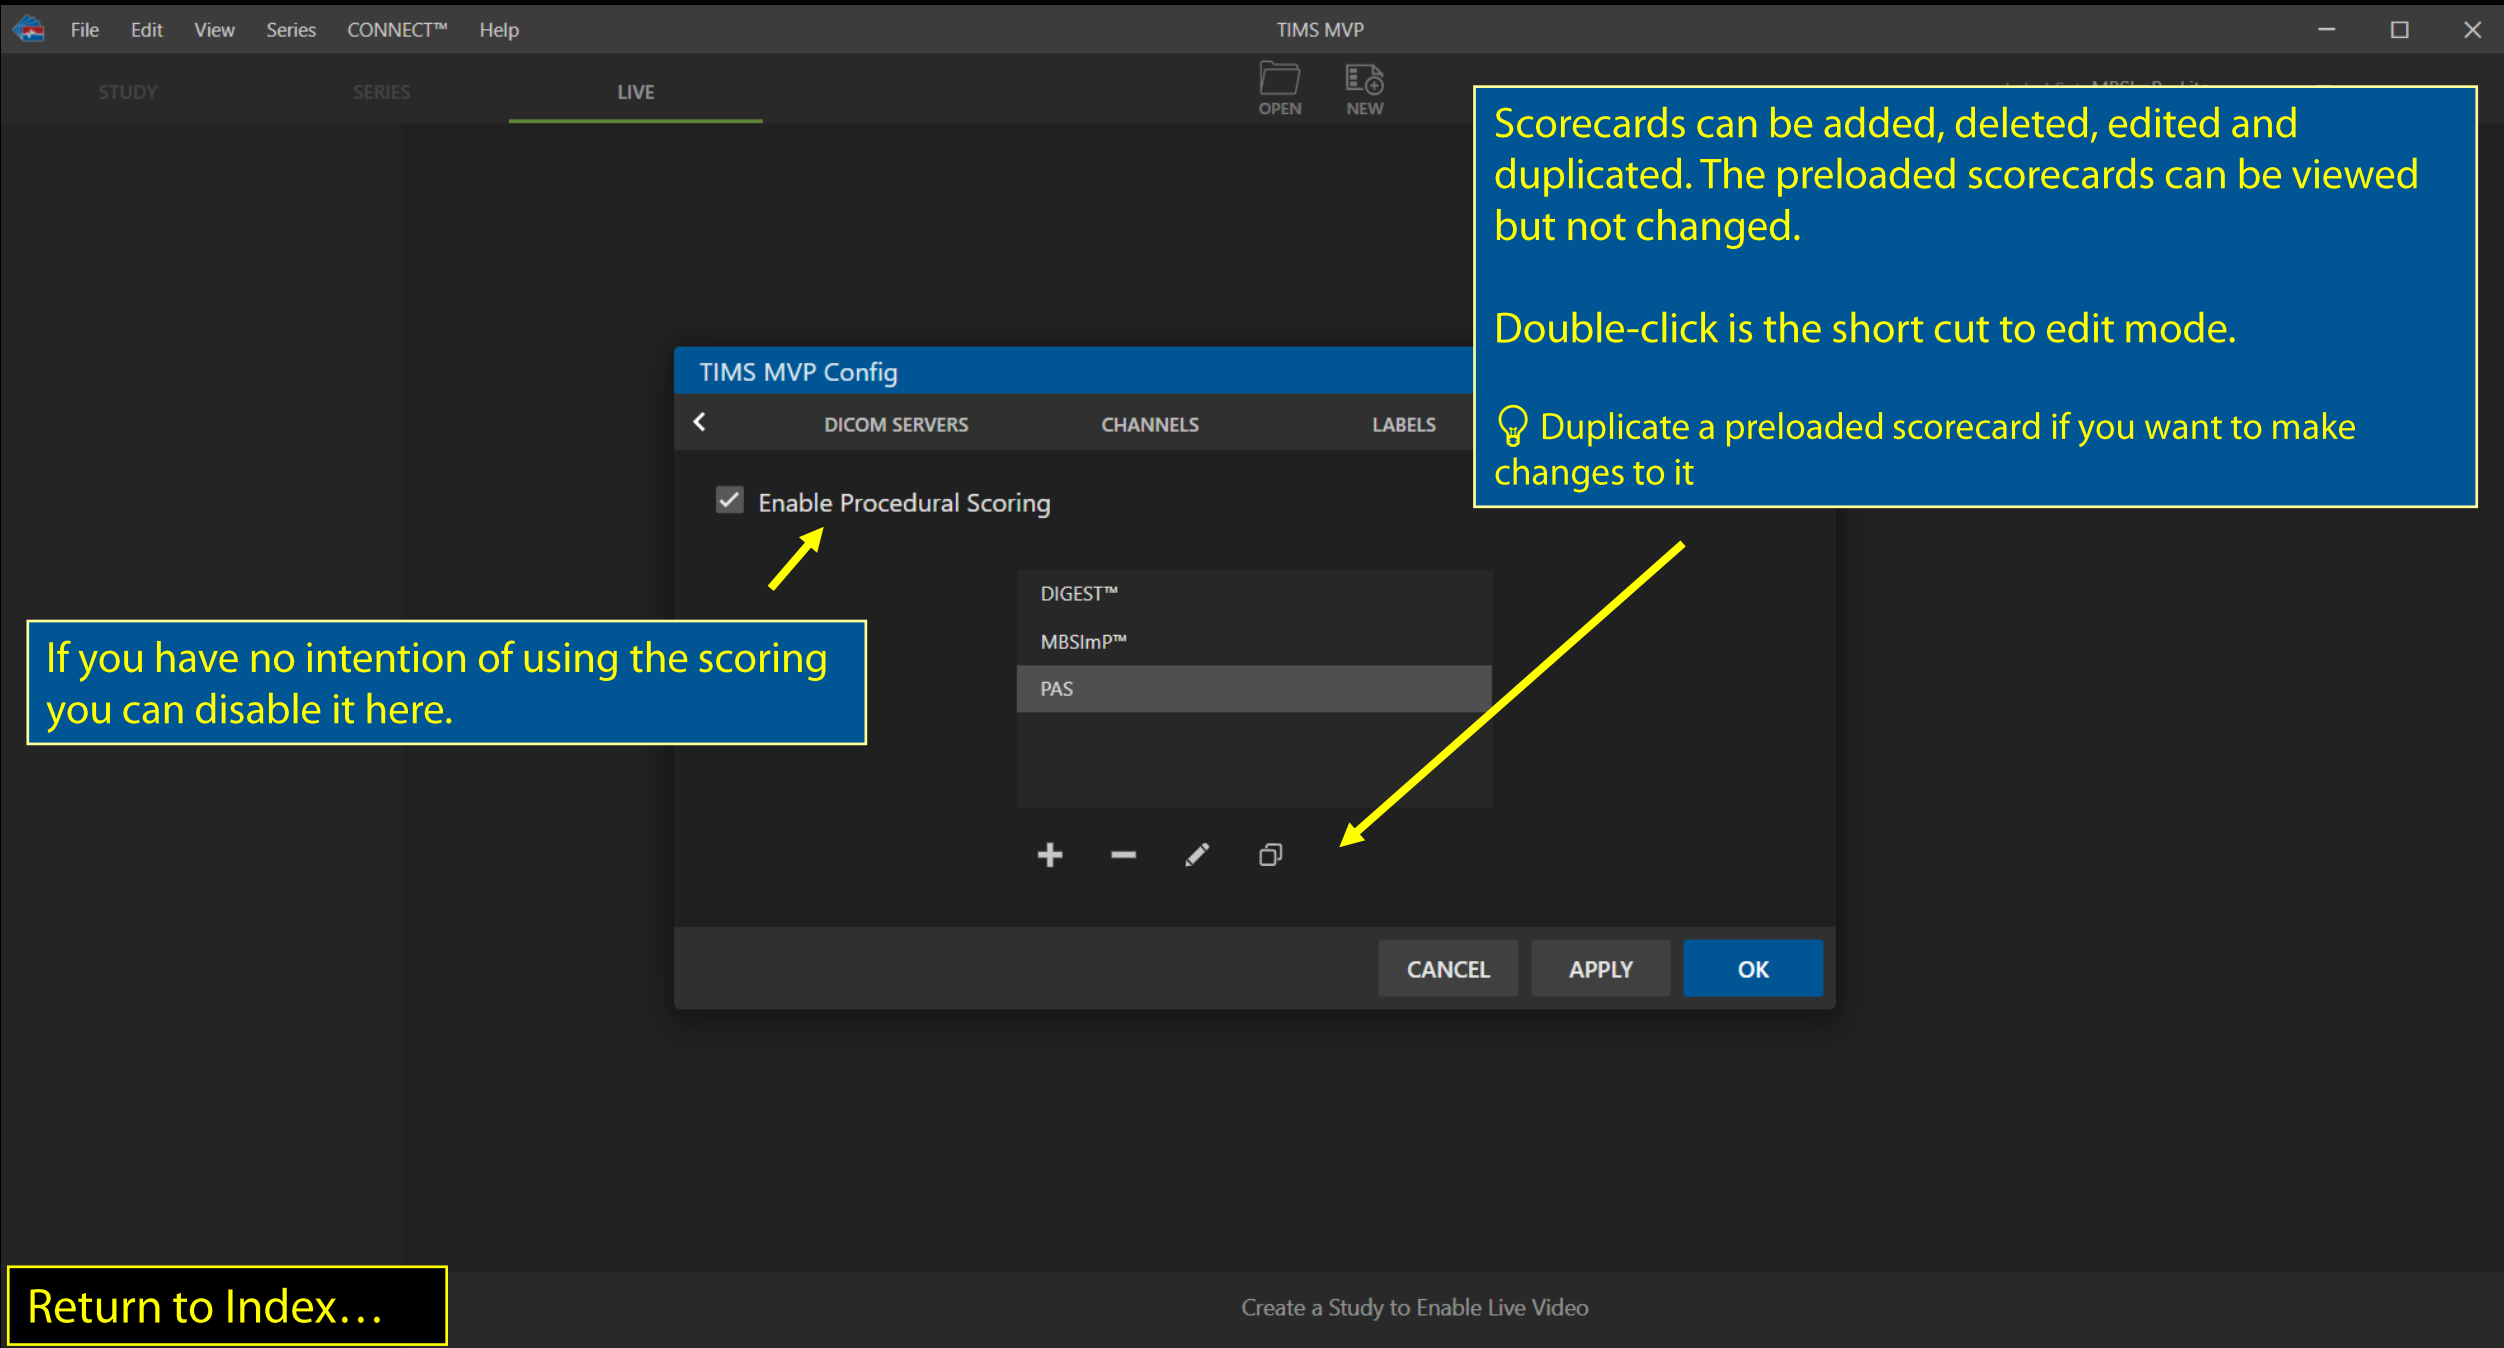 File Edit View Series CONNECT™ Help TIMS MVP
STUDY SERIES LIVE
OPEN NEW
Scorecards can be added, deleted, edited and
duplicated. The preloaded scorecards can be viewed
but not changed.
Double-click is the short cut to edit mode.
Duplicate a preloaded scorecard if you want to make
changes to it
TIMS MVP Config
DICOM SERVERS CHANNELS LABELS
Enable Procedural Scoring
If you have no intention of using the scoring
you can disable it here.
DIGEST™
MBSImP™
PAS
CANCEL APPLY OK
Return to Index...
Create a Study to Enable Live Video